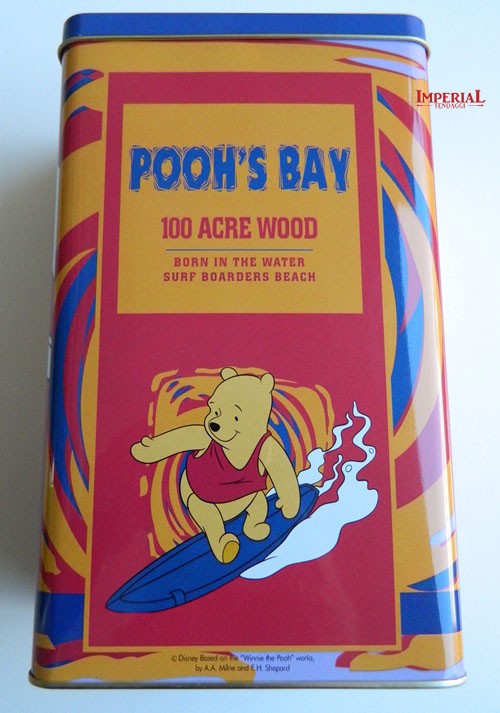 IMPERIAL
TENDAGGI
POOH'S BAY
100 ACRE WOOD
BORN IN THE WATER
SURF BOARDERS BEACH
© Disney Based on the "Winnie the Pooh" works,
by A.A. Milne and E.H. Shepard